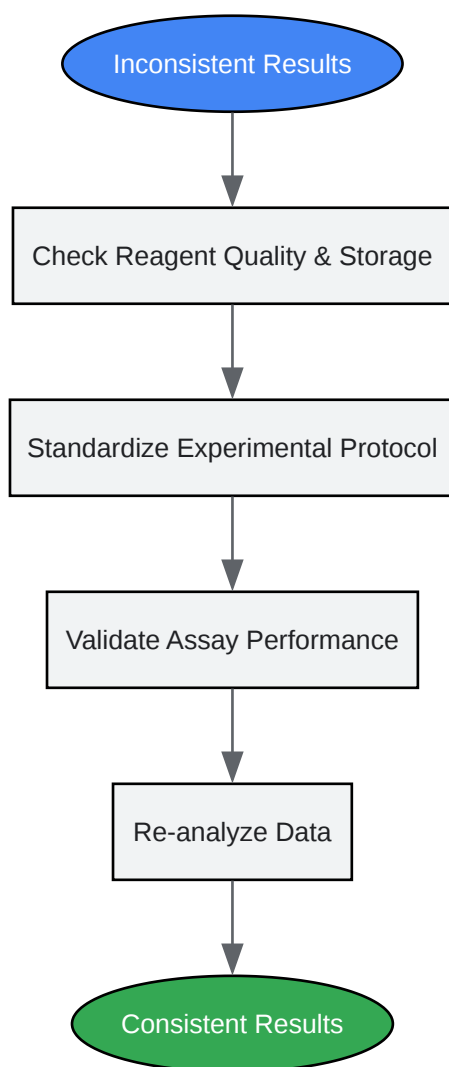 Inconsistent Results
Check Reagent Quality & Storage
Standardize Experimental Protocol
Validate Assay Performance
Re-analyze Data
Consistent Results